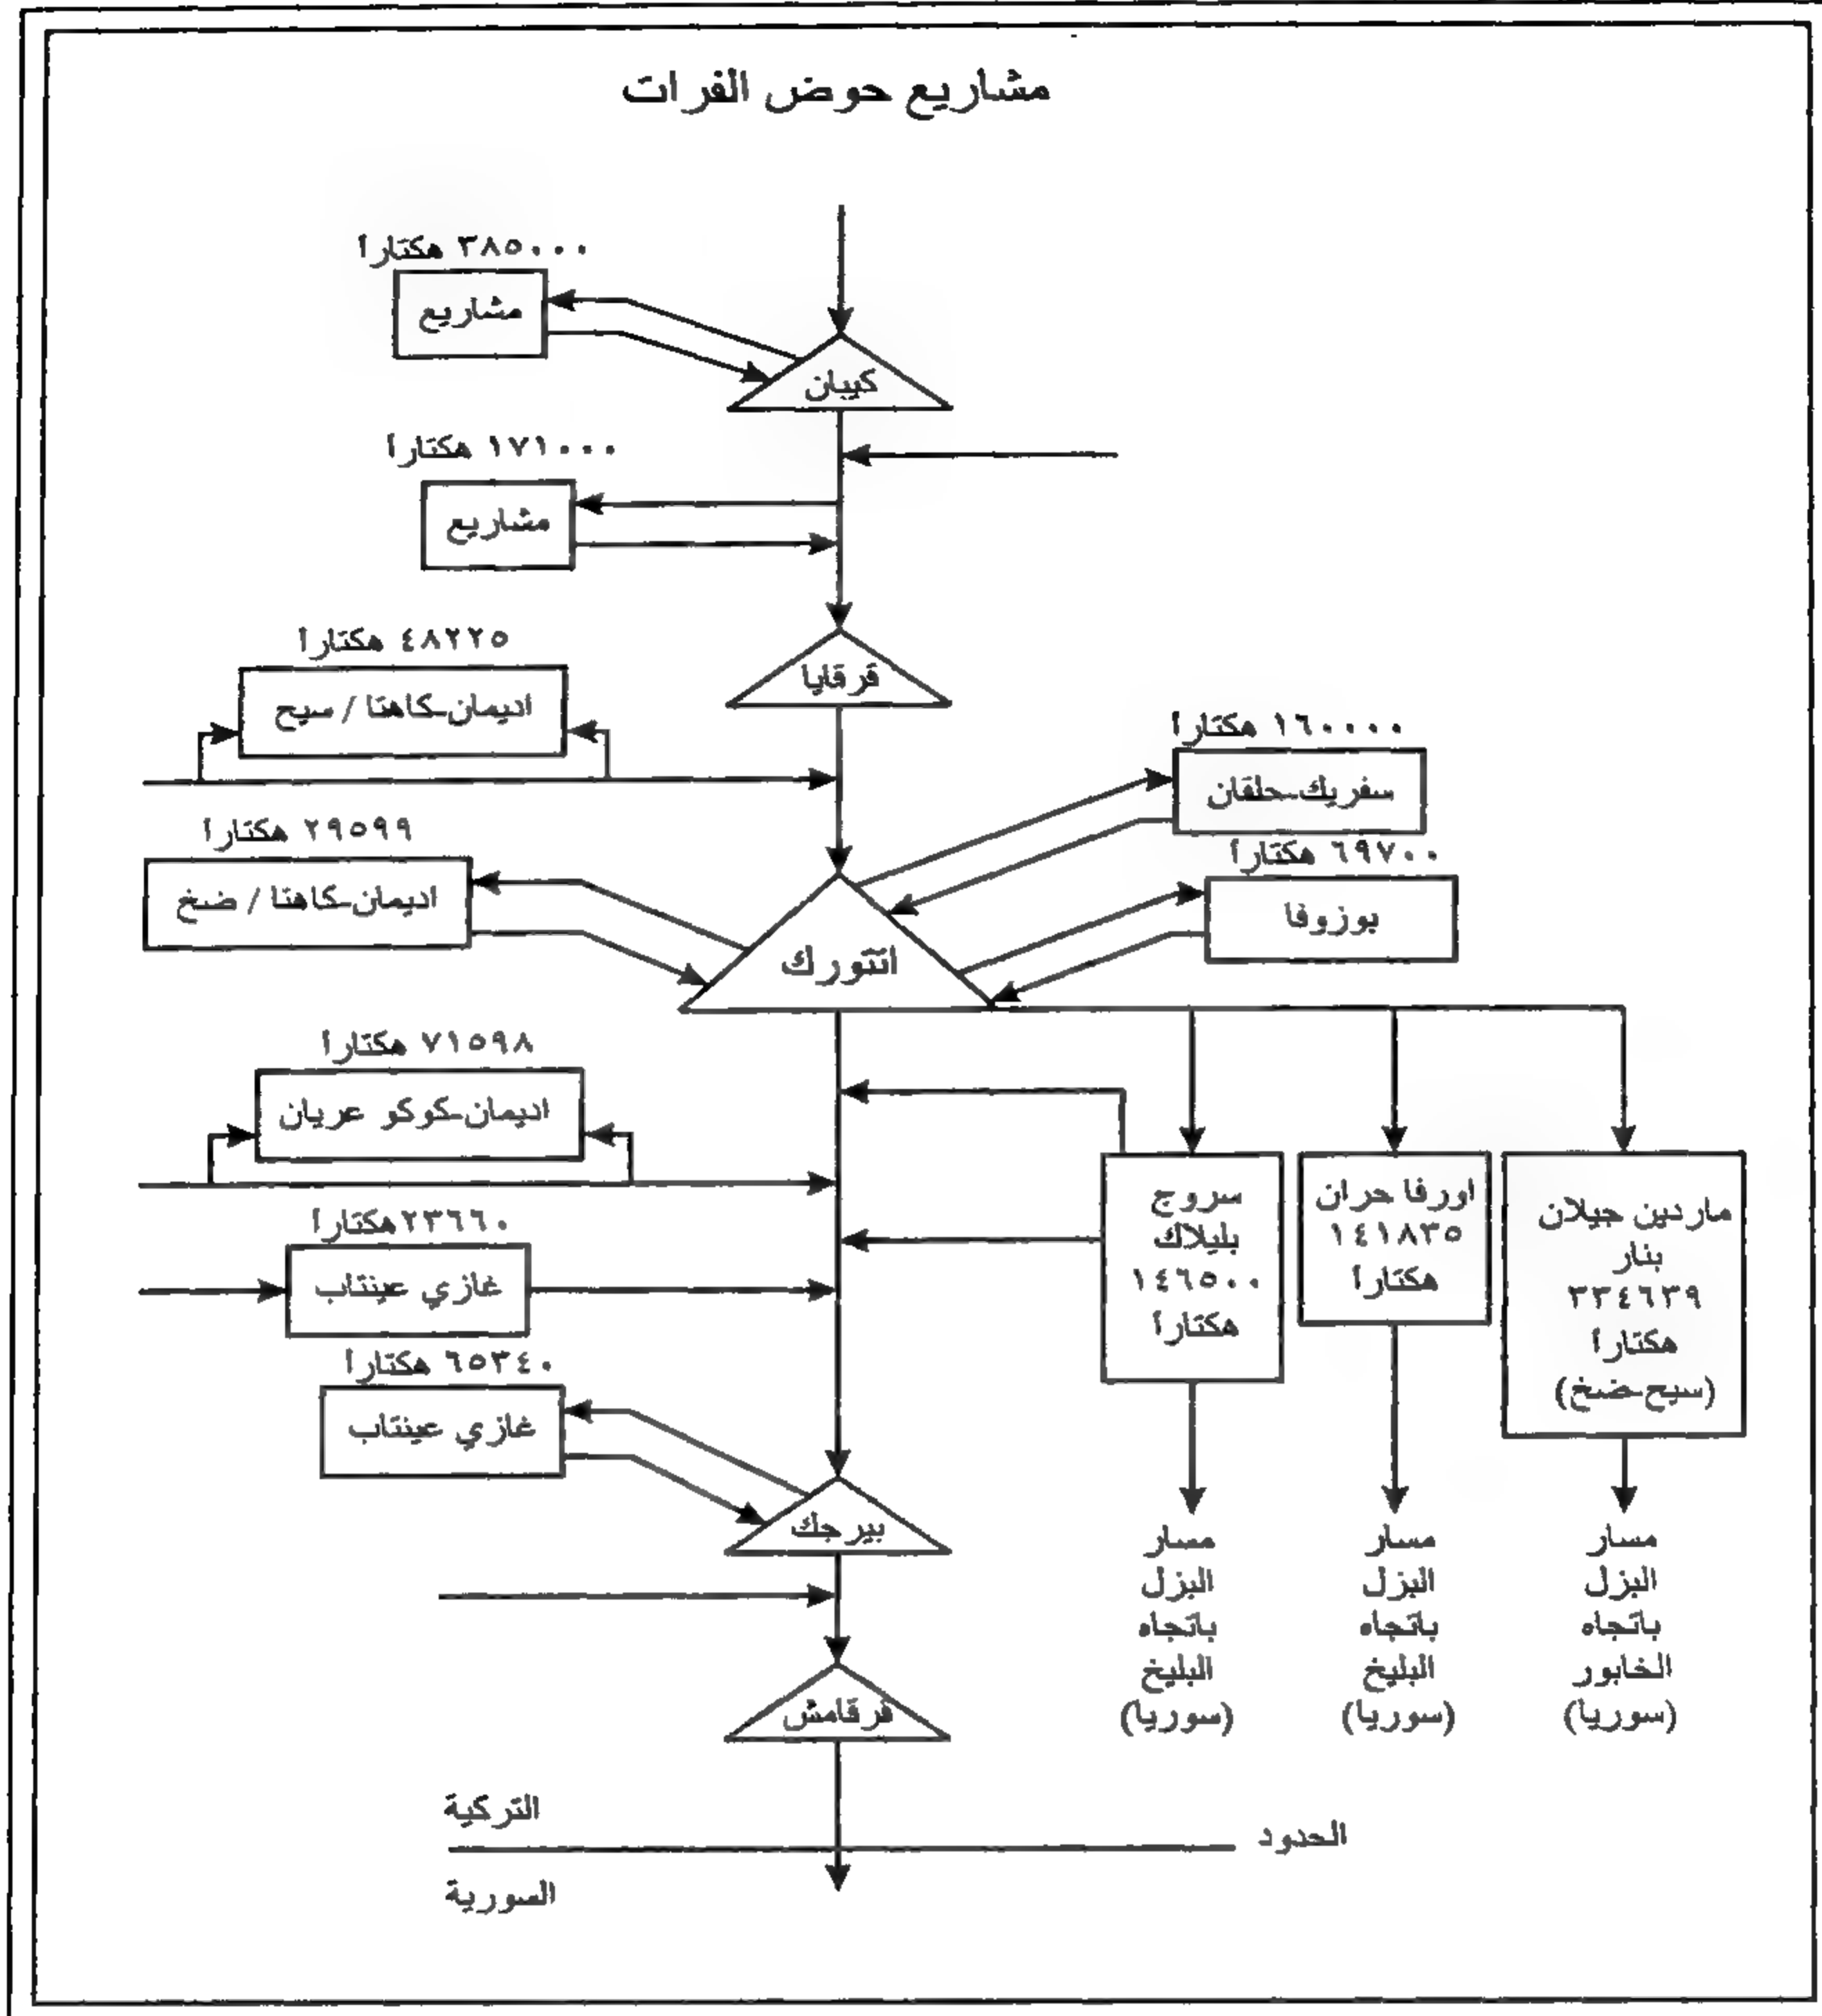 مشاريع حوض الفرات
٣٨٥٠٠٠ هكتارا
مشاريع
كيبان
١٧١٠٠٠ هكتارا
مشاريع
قرقايا
٤٨٢٢٥ هكتارا
اديمان-كاهتا / سيح
١٦٠٠٠٠ هكتارا
سفريك-حلقان
٢٩٥٩٩ هكتارا
اديمان-كاهتا / ضخ
٦٩٧٠٠ هكتارا
بوزوفا
اتتورك
٧١٥٩٨ هكتارا
اديمان-كوكو عريان
٢٣٦٦٠ هكتارا
غازي عينتاب
٦٥٣٤٠ هكتارا
غازي عينتاب
بيرجك
قرقامش
ماردين جيلان
بنار
٣٣٤٦٣٩
هكتارا
(سيح-ضخ)
مسار
البزل
باتجاه
الخابور
(سوريا)
اورفا حران
١٤١٨٣٥
هكتارا
مسار
البزل
باتجاه
البليخ
(سوريا)
سروج
بليلاك
١٤٦٥٠٠
هكتارا
مسار
البزل
باتجاه
البليخ
(سوريا)
الحدود
التركية
السورية